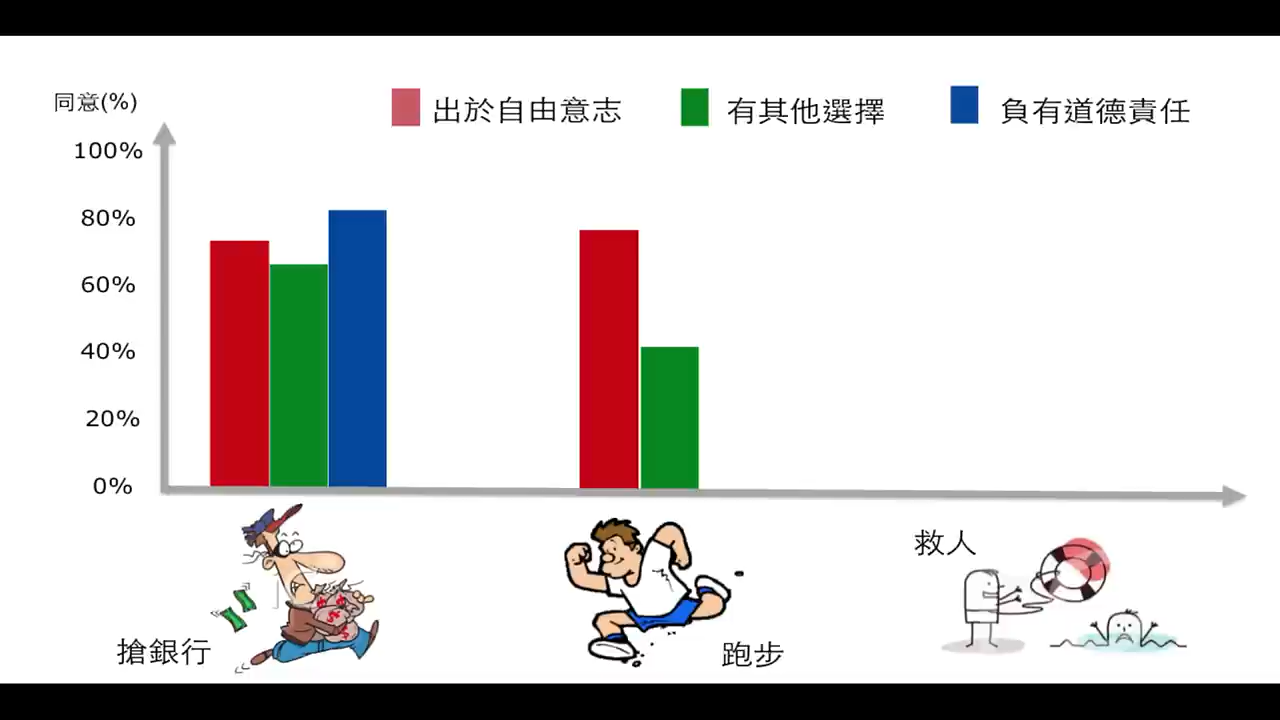 同意(%)
出於自由意志
有其他選擇
負有道德責任
100%
80%
60%
40%
20%
0%
搶銀行
跑步
救人